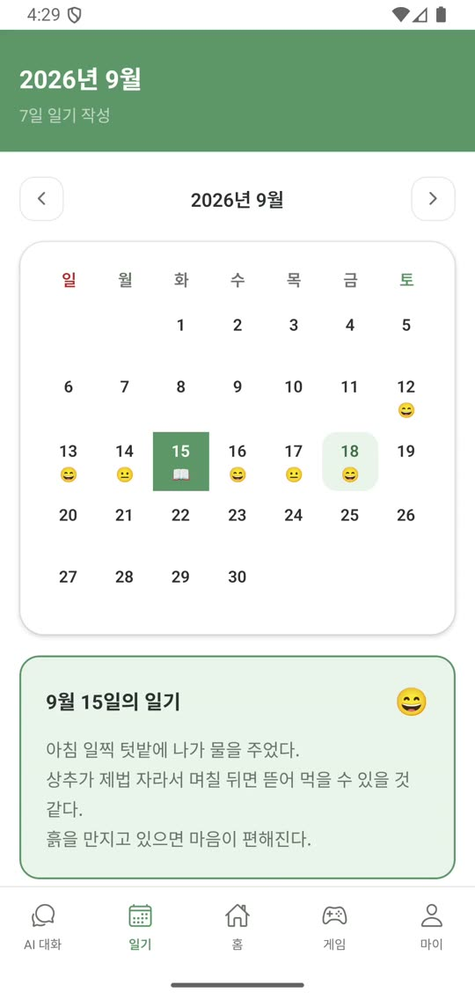 4:29
2026년 9월
7일 일기 작성
2026년 9월
일 월 화 수 목 금 토
1 2 3 4 5
6 7 8 9 10 11 12
13 14 15 16 17 18 19
20 21 22 23 24 25 26
27 28 29 30
9월 15일의 일기
아침 일찍 텃밭에 나가 물을 주었다.
상추가 제법 자라서 며칠 뒤면 뜯어 먹을 수 있을 것
같다.
흙을 만지고 있으면 마음이 편해진다.
AI 대화 일기 홈 게임 마이